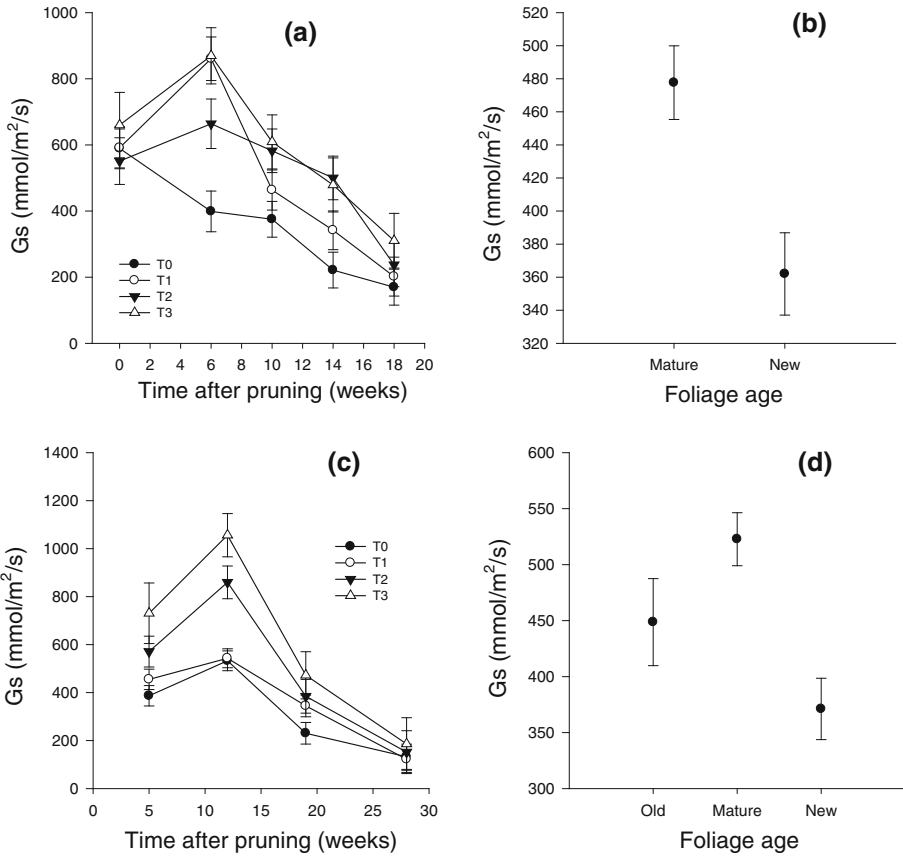 (a)
1000
800
600
400
200
0
Gs (mmol/m²/s)
T0
T1
T2
T3
0 2 4 6 8 10 12 14 16 18 20
Time after pruning (weeks)
(b)
520
500
480
460
440
420
400
380
360
340
320
Gs (mmol/m²/s)
Mature New
Foliage age
(c)
1400
1200
1000
800
600
400
200
0
Gs (mmol/m²/s)
T0
T1
T2
T3
0 5 10 15 20 25 30
Time after pruning (weeks)
(d)
600
550
500
450
400
350
300
Gs (mmol/m²/s)
Old Mature New
Foliage age